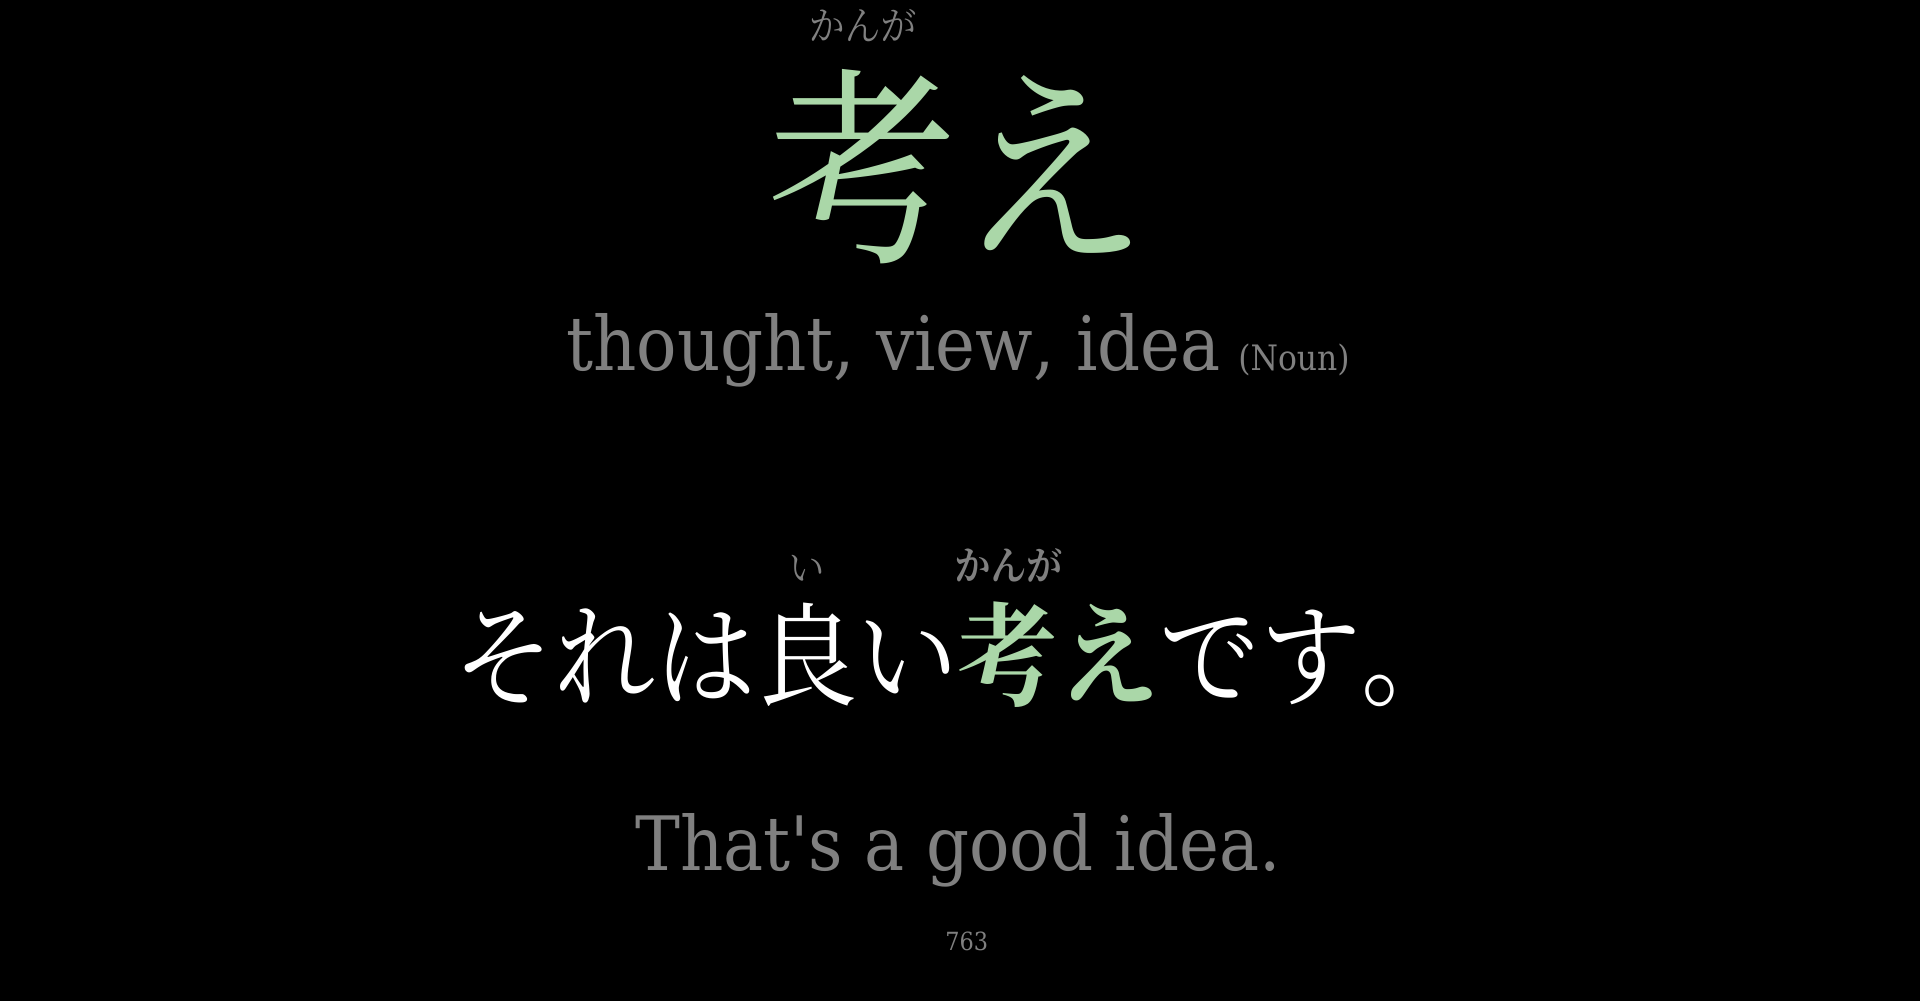 かんが
考え
thought, view, idea (Noun)
い かんが
それは良い考えです。
That's a good idea.
763